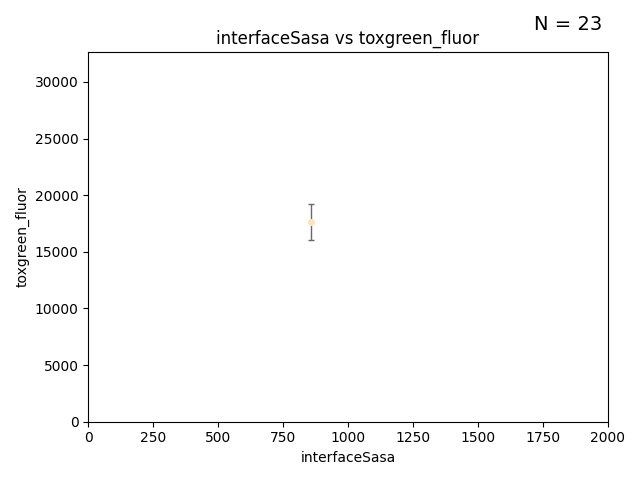 N = 23
interfaceSasa vs toxgreen_fluor
30000
25000
20000
15000
10000
5000
0
toxgreen_fluor
0 250 500 750 1000 1250 1500 1750 2000
interfaceSasa